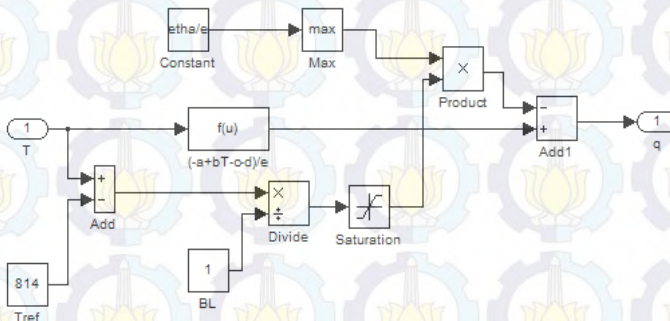 etha/e
Constant
max
Max
×
Product
1
T
f(u)
(-a+bT-c-d)/e
−
+
Add1
1
q
+
−
Add
×
÷
Divide
Saturation
814
Tref
1
BL